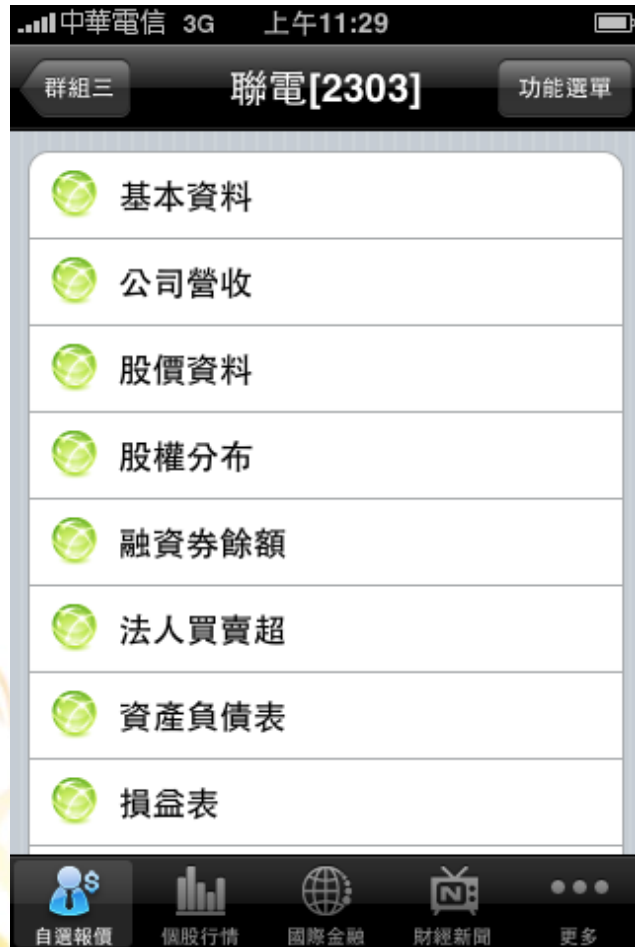 中華電信 3G 上午11:29
群組三 聯電[2303] 功能選單
基本資料
公司營收
股價資料
股權分布
融資券餘額
法人買賣超
資產負債表
損益表
自選報價 個股行情 國際金融 財經新聞 更多